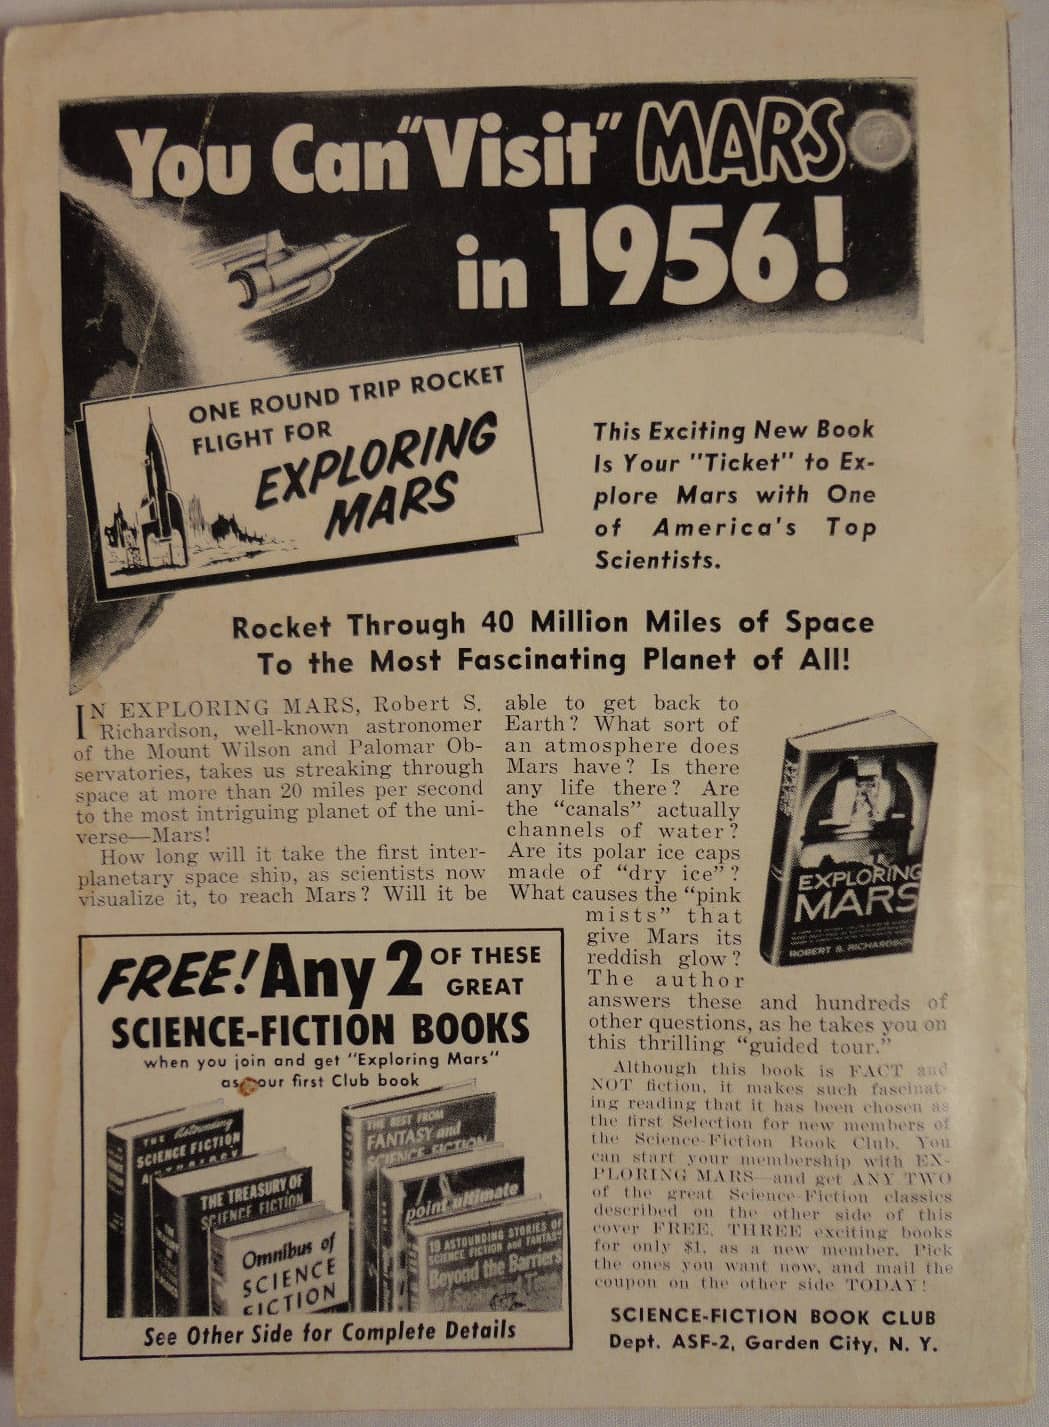 You Can "Visit" MARS
in 1956!
ONE ROUND TRIP ROCKET
FLIGHT FOR
EXPLORING
MARS
This Exciting New Book
Is Your "Ticket" to Ex-
plore Mars with One
of America's Top
Scientists.
Rocket Through 40 Million Miles of Space
To the Most Fascinating Planet of All!
IN EXPLORING MARS, Robert S.
Richardson, well-known astronomer
of the Mount Wilson and Palomar Ob-
servatories, takes us streaking through
space at more than 20 miles per second
to the most intriguing planet of the uni-
verse—Mars!
How long will it take the first inter-
planetary space ship, as scientists now
visualize it, to reach Mars? Will it be
able to get back to
Earth? What sort of
an atmosphere does
Mars have? Is there
any life there? Are
the "canals" actually
channels of water?
Are its polar ice caps
made of "dry ice"?
What causes the "pink
mists" that
give Mars its
reddish glow?
The author
answers these and hundreds of
other questions, as he takes you on
this thrilling "guided tour."
Although this book is FACT and
NOT fiction, it makes such fascinat-
ing reading that it has been chosen as
the first Selection for new members of
the Science-Fiction Book Club. You
can start your membership with EX-
PLORING MARS—and get ANY TWO
of the great Science-Fiction classics
described on the other side of this
cover FREE. THREE exciting books
for only $1, as a new member. Pick
the ones you want now, and mail the
coupon on the other side TODAY!
SCIENCE-FICTION BOOK CLUB
Dept. ASF-2, Garden City, N. Y.
EXPLORING
MARS
ROBERT S. RICHARDSON
FREE! Any 2 OF THESE
GREAT
SCIENCE-FICTION BOOKS
when you join and get "Exploring Mars"
as our first Club book
THE Astounding
SCIENCE FICTION
THE TREASURY OF
SCIENCE FICTION
Omnibus of
SCIENCE
FICTION
THE BEST FROM
FANTASY and
SCIENCE FICTION
point ultimate
19 ASTOUNDING STORIES OF
SCIENCE FICTION and FANTASY
Beyond the Barriers
See Other Side for Complete Details